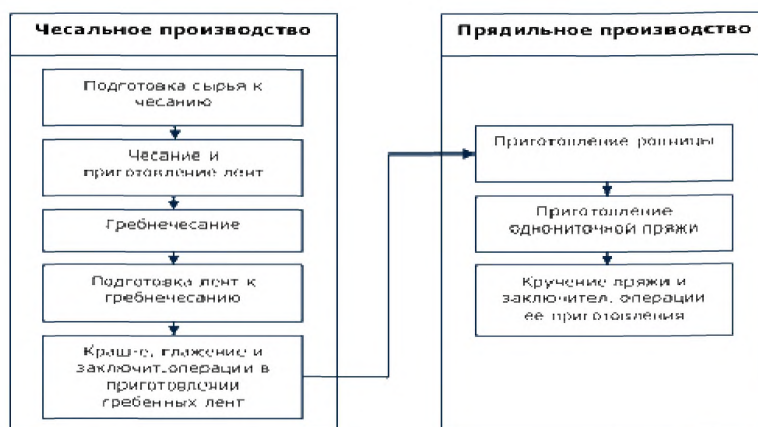 Чесальное производство
Подготовка сырья к
чесанию
Чесание и
приготовление лент
Гребнечесание
Подготовка лент к
гребнечесанию
Краш-е, глажение и
заключит.операции в
приготовлении
гребенных лент
Прядильное производство
Приготовление ровницы
Приготовление
однониточной пряжи
Кручение пряжи и
заключител. операции
ее приготовления